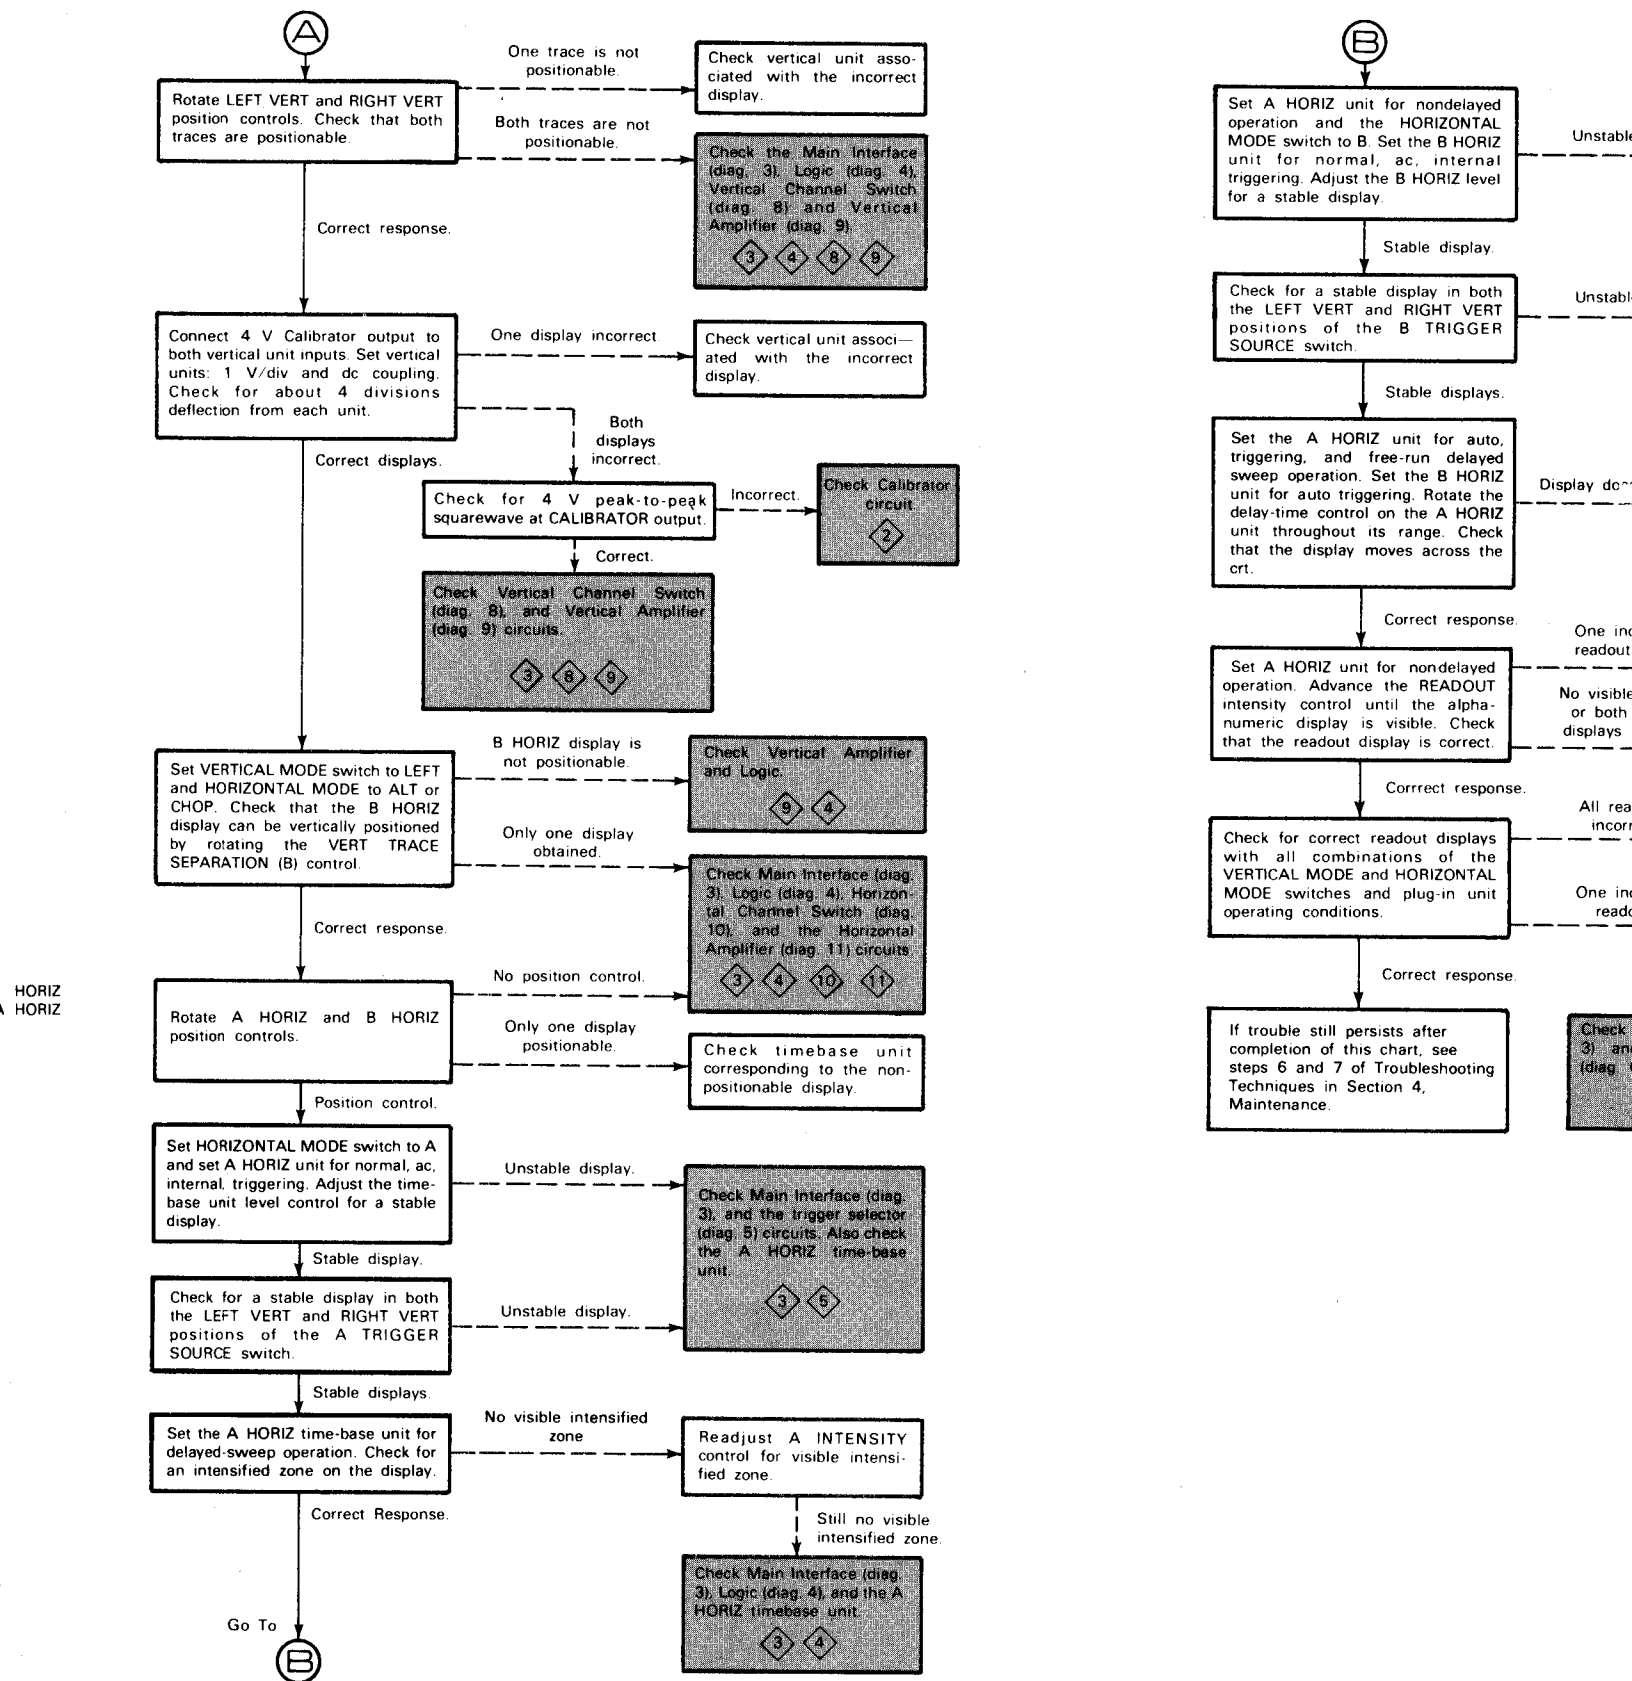 A
Rotate LEFT VERT and RIGHT VERT
position controls. Check that both
traces are positionable.
One trace is not
positionable.
Check vertical unit asso-
ciated with the incorrect
display.
Both traces are not
positionable.
Check the Main Interface
(diag. 3), Logic (diag. 4),
Vertical Channel Switch
(diag. 8) and Vertical
Amplifier (diag. 9).
3 4 8 9
Correct response.
Connect 4 V Calibrator output to
both vertical unit inputs. Set vertical
units: 1 V/div and dc coupling.
Check for about 4 divisions
deflection from each unit.
One display incorrect.
Check vertical unit associ—
ated with the incorrect
display.
Both
displays
incorrect.
Correct displays.
Check for 4 V peak-to-peak
squarewave at CALIBRATOR output.
Incorrect.
Check Calibrator
circuit
2
Correct.
Check Vertical Channel Switch
(diag. 8), and Vertical Amplifier
(diag. 9) circuits.
3 8 9
Set VERTICAL MODE switch to LEFT
and HORIZONTAL MODE to ALT or
CHOP. Check that the B HORIZ
display can be vertically positioned
by rotating the VERT TRACE
SEPARATION (B) control.
B HORIZ display is
not positionable.
Check Vertical Amplifier
and Logic.
9 4
Only one display
obtained.
Check Main Interface (diag.
3), Logic (diag. 4), Horizon-
tal Channel Switch (diag.
10), and the Horizontal
Amplifier (diag. 11) circuits.
3 4 10 11
Correct response.
No position control.
HORIZ
A HORIZ
Rotate A HORIZ and B HORIZ
position controls.
Only one display
positionable.
Check timebase unit
corresponding to the non-
positionable display.
Position control.
Set HORIZONTAL MODE switch to A
and set A HORIZ unit for normal, ac,
internal, triggering. Adjust the time-
base unit level control for a stable
display.
Unstable display.
Check Main Interface (diag.
3), and the trigger selector
(diag. 5) circuits. Also check
the A HORIZ time-base
unit.
3 5
Stable display.
Check for a stable display in both
the LEFT VERT and RIGHT VERT
positions of the A TRIGGER
SOURCE switch.
Unstable display.
Stable displays.
Set the A HORIZ time-base unit for
delayed-sweep operation. Check for
an intensified zone on the display.
No visible intensified
zone
Readjust A INTENSITY
control for visible intensi-
fied zone.
Correct Response.
Still no visible
intensified zone.
Check Main Interface (diag.
3), Logic (diag. 4), and the A
HORIZ timebase unit.
3 4
Go To
B
B
Set A HORIZ unit for nondelayed
operation and the HORIZONTAL
MODE switch to B. Set the B HORIZ
unit for normal, ac, internal
triggering. Adjust the B HORIZ level
for a stable display.
Unstable
Stable display.
Check for a stable display in both
the LEFT VERT and RIGHT VERT
positions of the B TRIGGER
SOURCE switch.
Unstabl
Stable displays.
Set the A HORIZ unit for auto,
triggering, and free-run delayed
sweep operation. Set the B HORIZ
unit for auto triggering. Rotate the
delay-time control on the A HORIZ
unit throughout its range. Check
that the display moves across the
crt.
Display
Correct response.
One inc
readout
Set A HORIZ unit for nondelayed
operation. Advance the READOUT
intensity control until the alpha-
numeric display is visible. Check
that the readout display is correct.
No visible
or both
displays
Corrrect response.
All rea
incorr
Check for correct readout displays
with all combinations of the
VERTICAL MODE and HORIZONTAL
MODE switches and plug-in unit
operating conditions.
One inc
reado
Correct response.
If trouble still persists after
completion of this chart, see
steps 6 and 7 of Troubleshooting
Techniques in Section 4,
Maintenance.
Check
3) and
(diag.